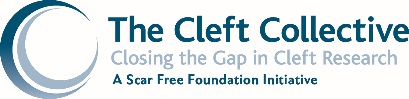 The Cleft Collective
Closing the Gap in Cleft Research
A Scar Free Foundation Initiative